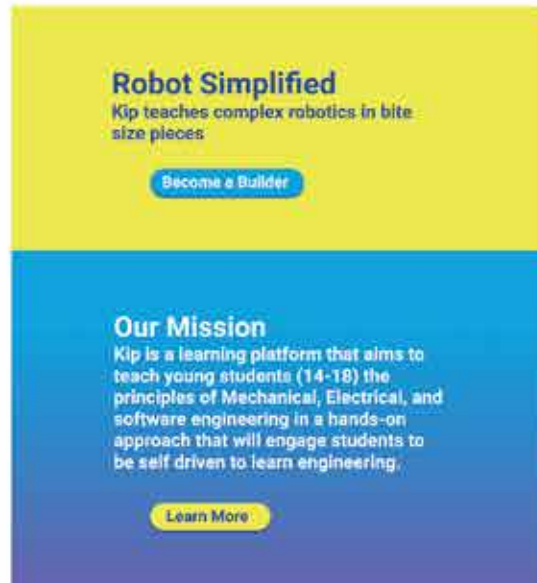 Robot Simplified
Kip teaches complex robotics in bite
size pieces
Become a Builder
Our Mission
Kip is a learning platform that aims to
teach young students (14-18) the
principles of Mechanical, Electrical, and
software engineering in a hands-on
approach that will engage students to
be self driven to learn engineering.
Learn More